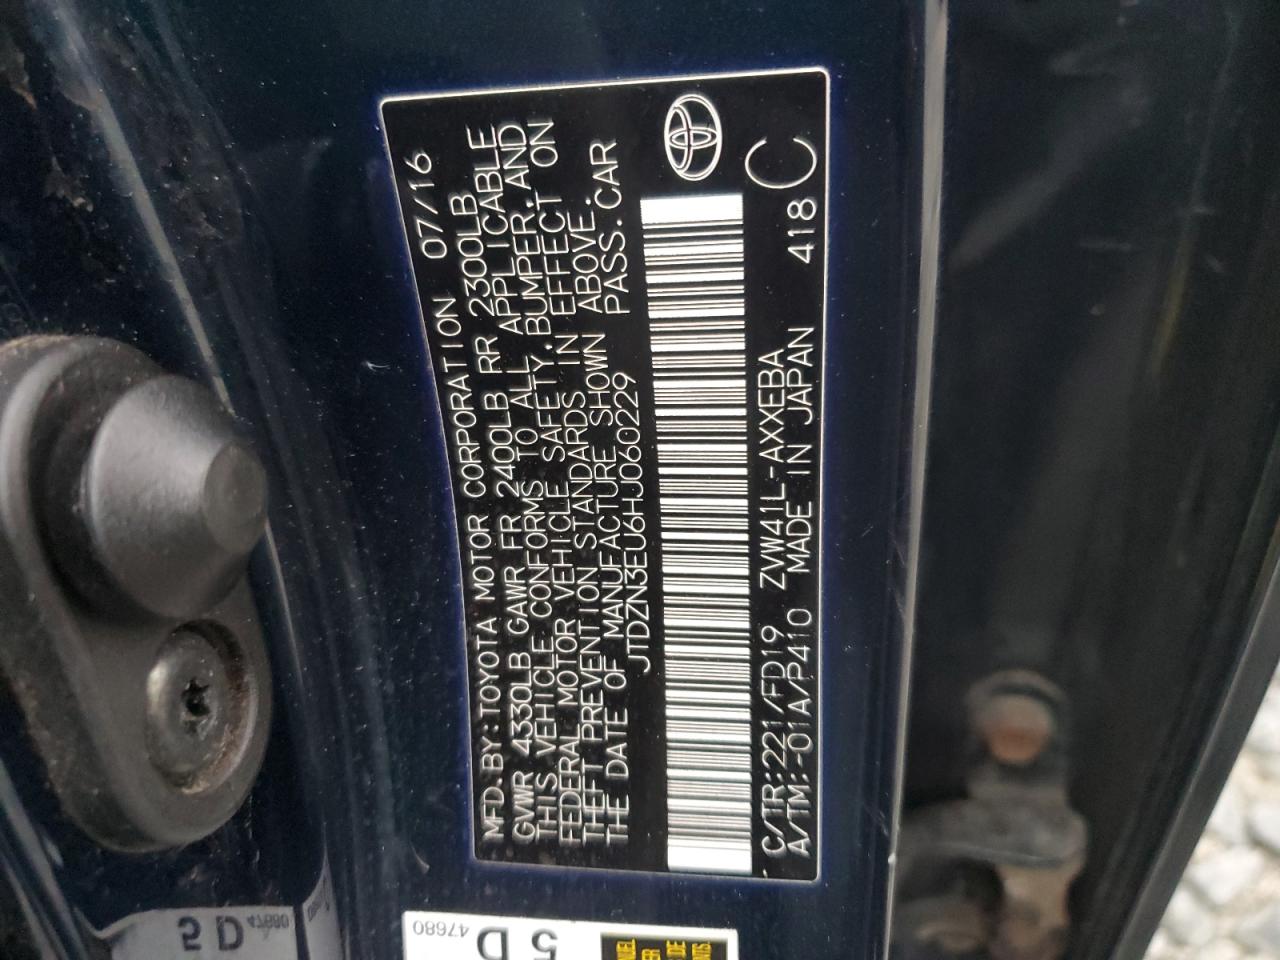 MFD. BY: TOYOTA MOTOR CORPORATION 07/16
GVWR 4330LB GAWR FR 2400LB RR 2300LB
THIS VEHICLE CONFORMS TO ALL APPLICABLE
FEDERAL MOTOR VEHICLE SAFETY, BUMPER, AND
THEFT PREVENTION STANDARDS IN EFFECT ON
THE DATE OF MANUFACTURE SHOWN ABOVE.
JTDZN3EU6HJ060229 PASS. CAR
C/TR:221/FD19 ZVW41L-AXXEBA
A/TM:-01A/P410 MADE IN JAPAN 418 C
47680
5 D
5 D
47680